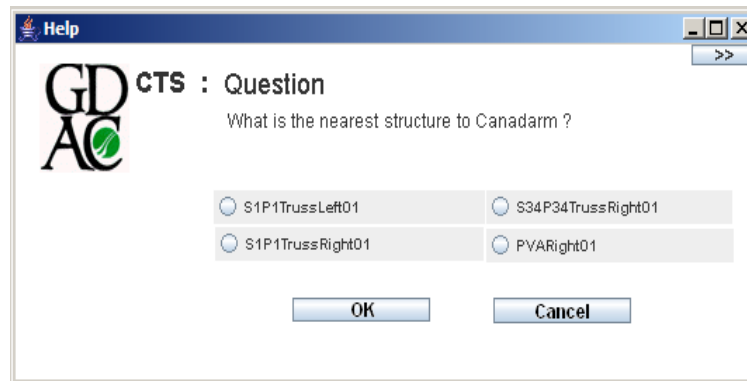 Help
>>
GD
AC
CTS : Question
What is the nearest structure to Canadarm ?
S1P1TrussLeft01 S34P34TrussRight01
S1P1TrussRight01 PVARight01
OK Cancel